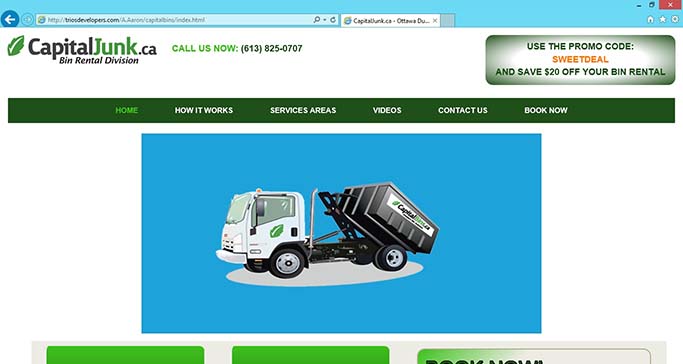 http://triosdevelopers.com/A.Aaron/capitalbins/index.html
CapitalJunk.ca - Ottawa Du...
CapitalJunk.ca
Bin Rental Division
CALL US NOW: (613) 825-0707
USE THE PROMO CODE:
SWEETDEAL
AND SAVE $20 OFF YOUR BIN RENTAL
HOME HOW IT WORKS SERVICES AREAS VIDEOS CONTACT US BOOK NOW
CapitalJunk.ca
BOOK NOW!